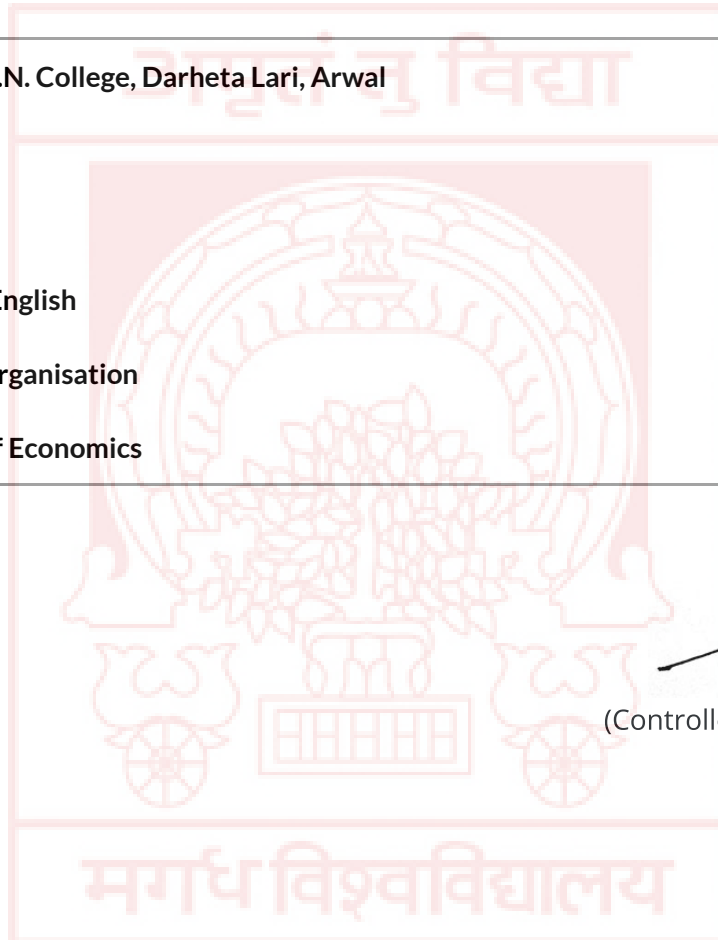 अमृतं तु विद्या
.N. College, Darheta Lari, Arwal
English
rganisation
f Economics
(Controll
मगध विश्वविद्यालय